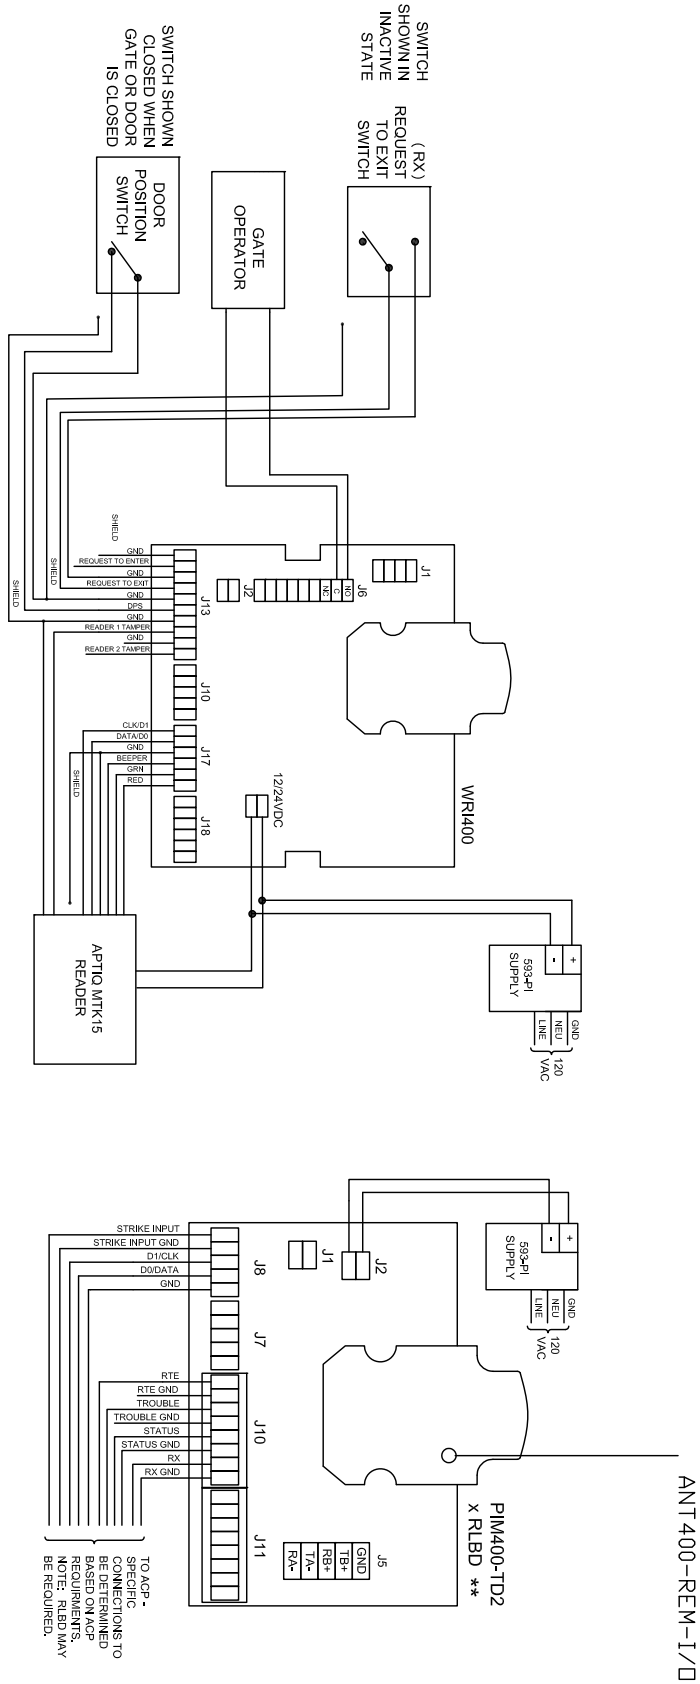 SWITCH
SHOWN IN
INACTIVE
STATE
(RX)
REQUEST
TO EXIT
SWITCH
SWITCH SHOWN
CLOSED WHEN
GATE OR DOOR
IS CLOSED
DOOR
POSITION
SWITCH
GATE
OPERATOR
WRI400
J1
J6
NO
C
NC
J2
J13
SHIELD
GND
REQUEST TO ENTER
GND
REQUEST TO EXIT
GND
DPS
GND
READER 1 TAMPER
GND
READER 2 TAMPER
SHIELD
SHIELD
J10
J17
CLK/D1
DATA/D0
GND
BEEPER
GRN
RED
SHIELD
J18
12/24VDC
APTIQ MTK15
READER
+
-
593-PI
SUPPLY
GND
NEU
LINE
120
VAC
+
-
593-PI
SUPPLY
GND
NEU
LINE
120
VAC
ANT400-REM-I/O
PIM400-TD2
x RLBD **
J2
J1
J8
STRIKE INPUT
STRIKE INPUT GND
D1/CLK
D0/DATA
GND
J7
J10
RTE
RTE GND
TROUBLE
TROUBLE GND
STATUS
STATUS GND
RX
RX GND
J11
J5
GND
TB+
RB+
TA-
RA-
TO ACP -
SPECIFIC
CONNECTIONS TO
BE DETERMINED
BASED ON ACP
REQUIRMENTS.
NOTE: RLBD MAY
BE REQUIRED.